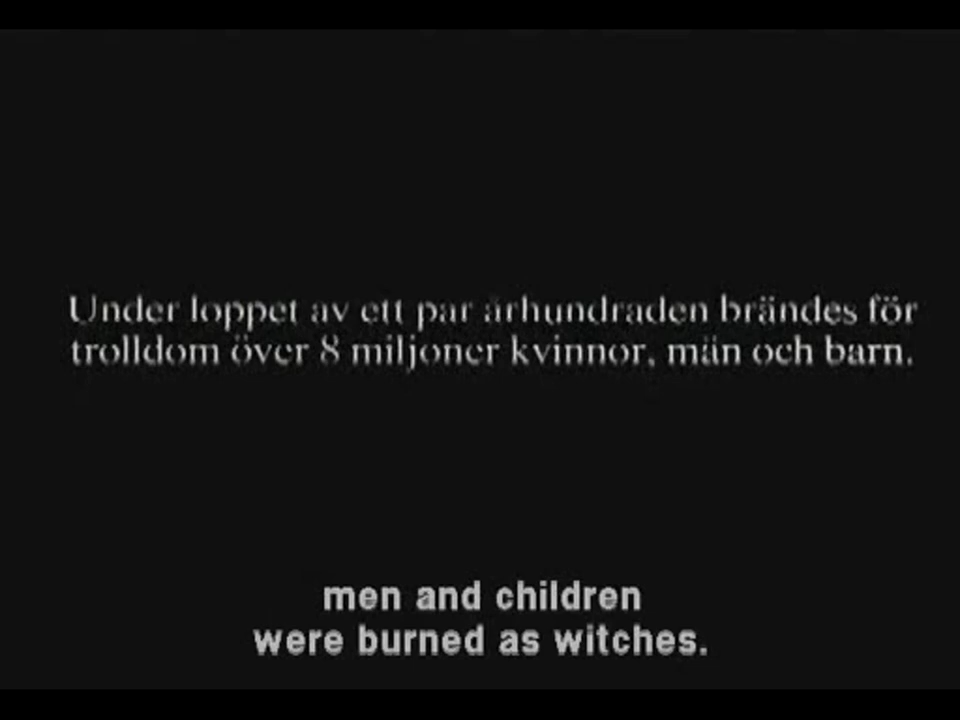 Under loppet av ett par århundraden brändes för
trolldom över 8 miljoner kvinnor, män och barn.
men and children
were burned as witches.